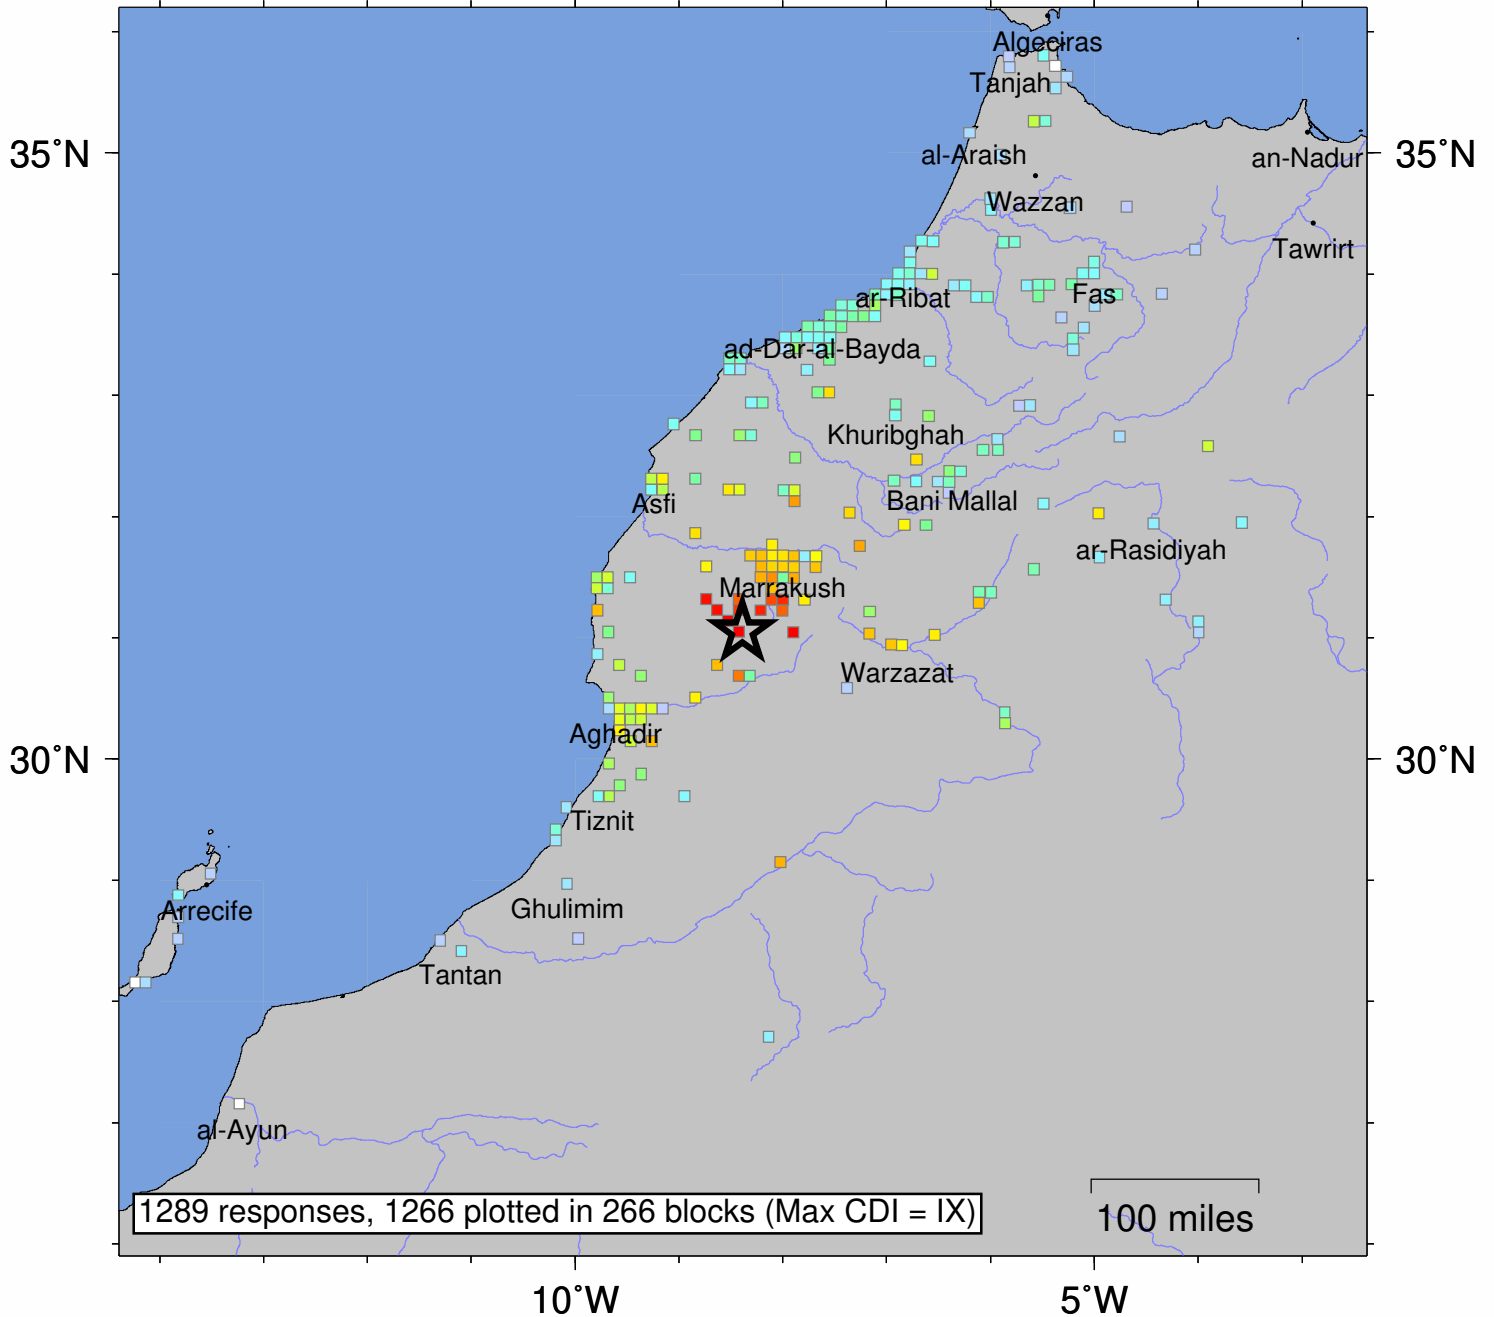 Algeciras
Tanjah
35°N
al-Araish
an-Nadur
35°N
Wazzan
Tawrirt
ar-Ribat
Fas
ad-Dar-al-Bayda
Khuribghah
Asfi
Bani Mallal
ar-Rasidiyah
Marrakush
Warzazat
Aghadir
30°N
30°N
Tiznit
Arrecife
Ghulimim
Tantan
al-Ayun
1289 responses, 1266 plotted in 266 blocks (Max CDI = IX)
100 miles
10°W
5°W